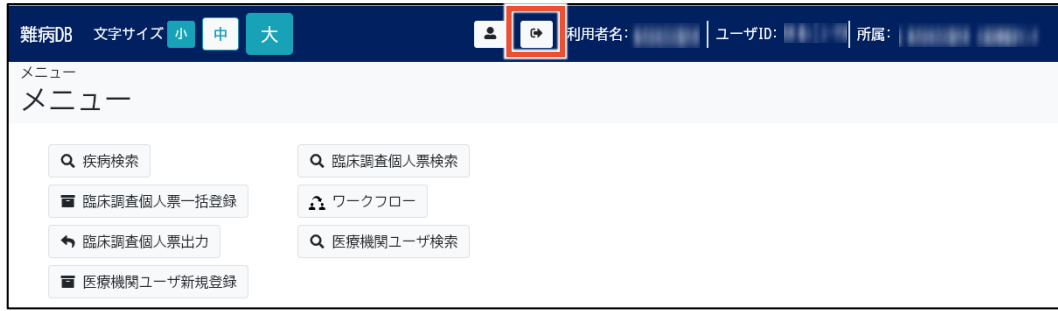 難病DB 文字サイズ 小 中 大 利用者名: ユーザID: 所属:
メニュー
メニュー
疾病検索 臨床調査個人票検索
臨床調査個人票一括登録 ワークフロー
臨床調査個人票出力 医療機関ユーザ検索
医療機関ユーザ新規登録